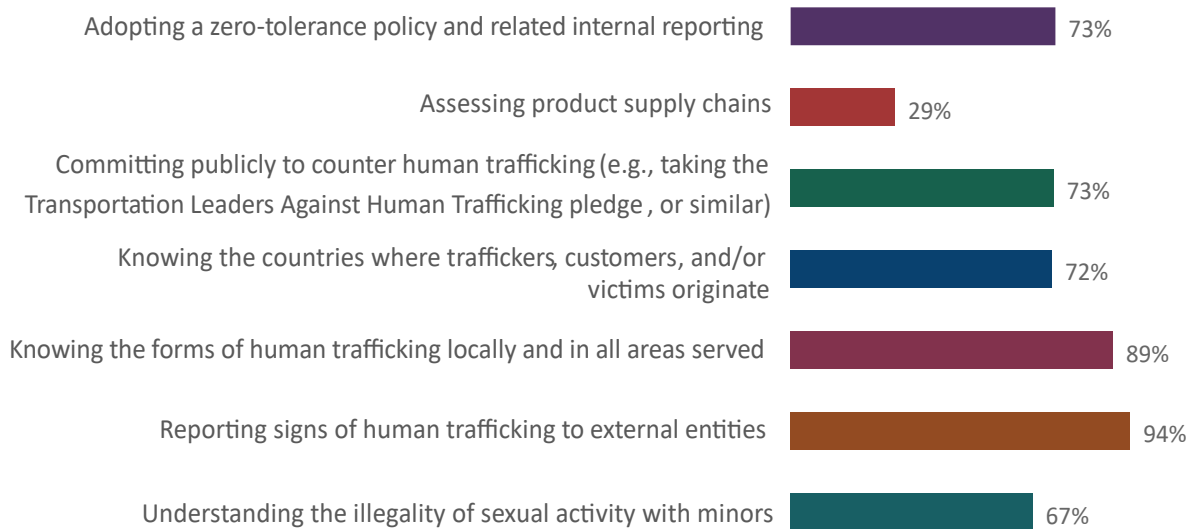 Adopting a zero-tolerance policy and related internal reporting 73%
Assessing product supply chains 29%
Committing publicly to counter human trafficking (e.g., taking the
Transportation Leaders Against Human Trafficking pledge , or similar) 73%
Knowing the countries where traffickers, customers, and/or
victims originate 72%
Knowing the forms of human trafficking locally and in all areas served 89%
Reporting signs of human trafficking to external entities 94%
Understanding the illegality of sexual activity with minors 67%